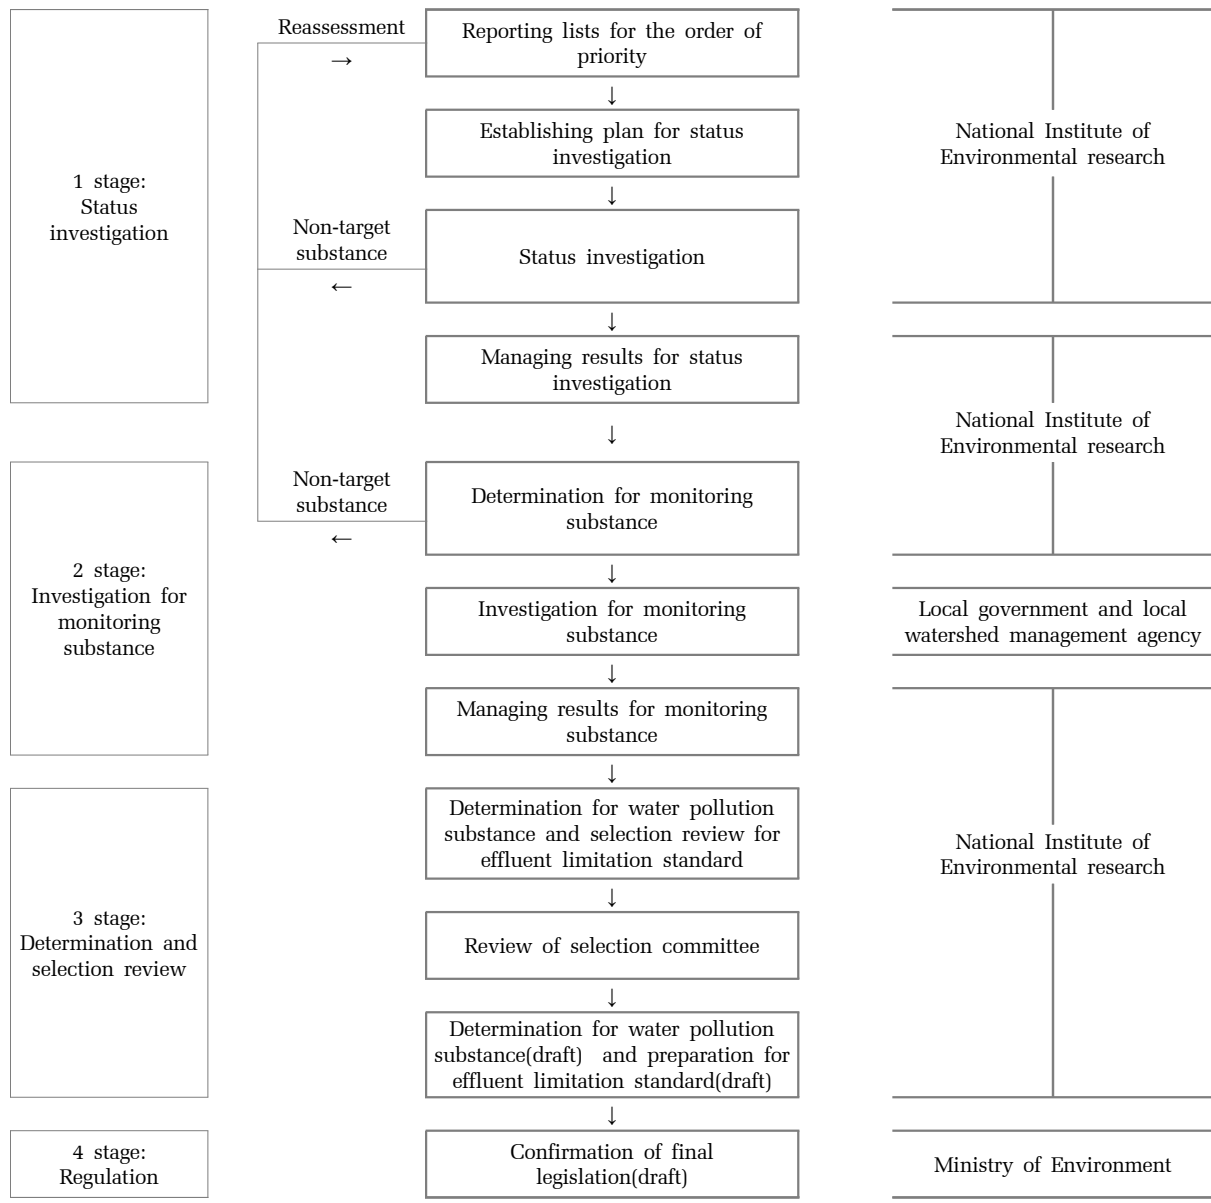 Reassessment
→
Reporting lists for the order of
priority
↓
Establishing plan for status
investigation
National Institute of
Environmental research
1 stage:
Status
investigation
↓
Non-target
substance
←
Status investigation
↓
Managing results for status
investigation
↓
National Institute of
Environmental research
Non-target
substance
←
Determination for monitoring
substance
2 stage:
Investigation for
monitoring
substance
↓
Investigation for monitoring
substance
Local government and local
watershed management agency
↓
Managing results for monitoring
substance
↓
Determination for water pollution
substance and selection review for
effluent limitation standard
National Institute of
Environmental research
3 stage:
Determination and
selection review
↓
Review of selection committee
↓
Determination for water pollution
substance(draft) and preparation for
effluent limitation standard(draft)
↓
4 stage:
Regulation
Confirmation of final
legislation(draft)
Ministry of Environment